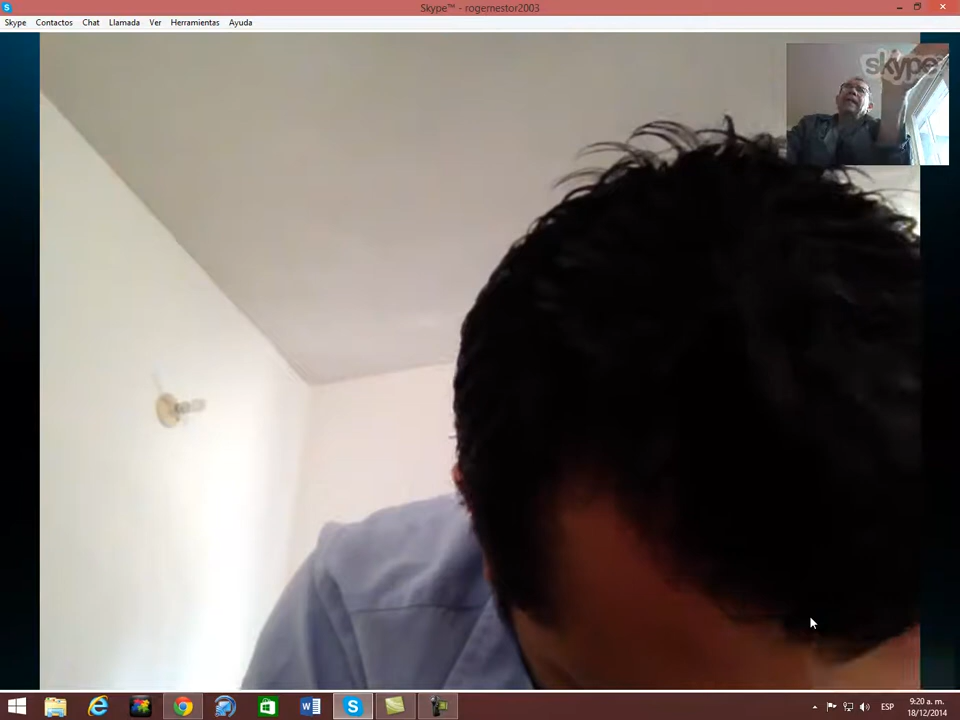 Skype™ - rogernestor2003
Skype Contactos Chat Llamada Ver Herramientas Ayuda
skype
ESP
9:20 a. m.
18/12/2014